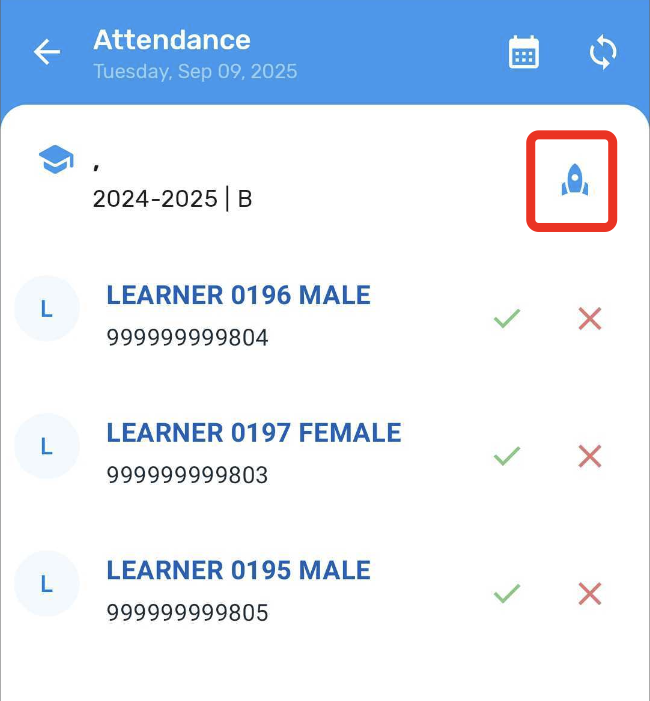 Attendance
Tuesday, Sep 09, 2025
,
2024-2025 | B
L
LEARNER 0196 MALE
999999999804
L
LEARNER 0197 FEMALE
999999999803
L
LEARNER 0195 MALE
999999999805